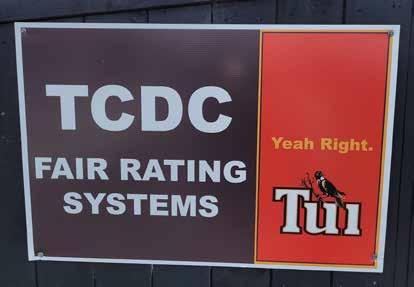 TCDC
FAIR RATING
SYSTEMS
Yeah Right.
Tui